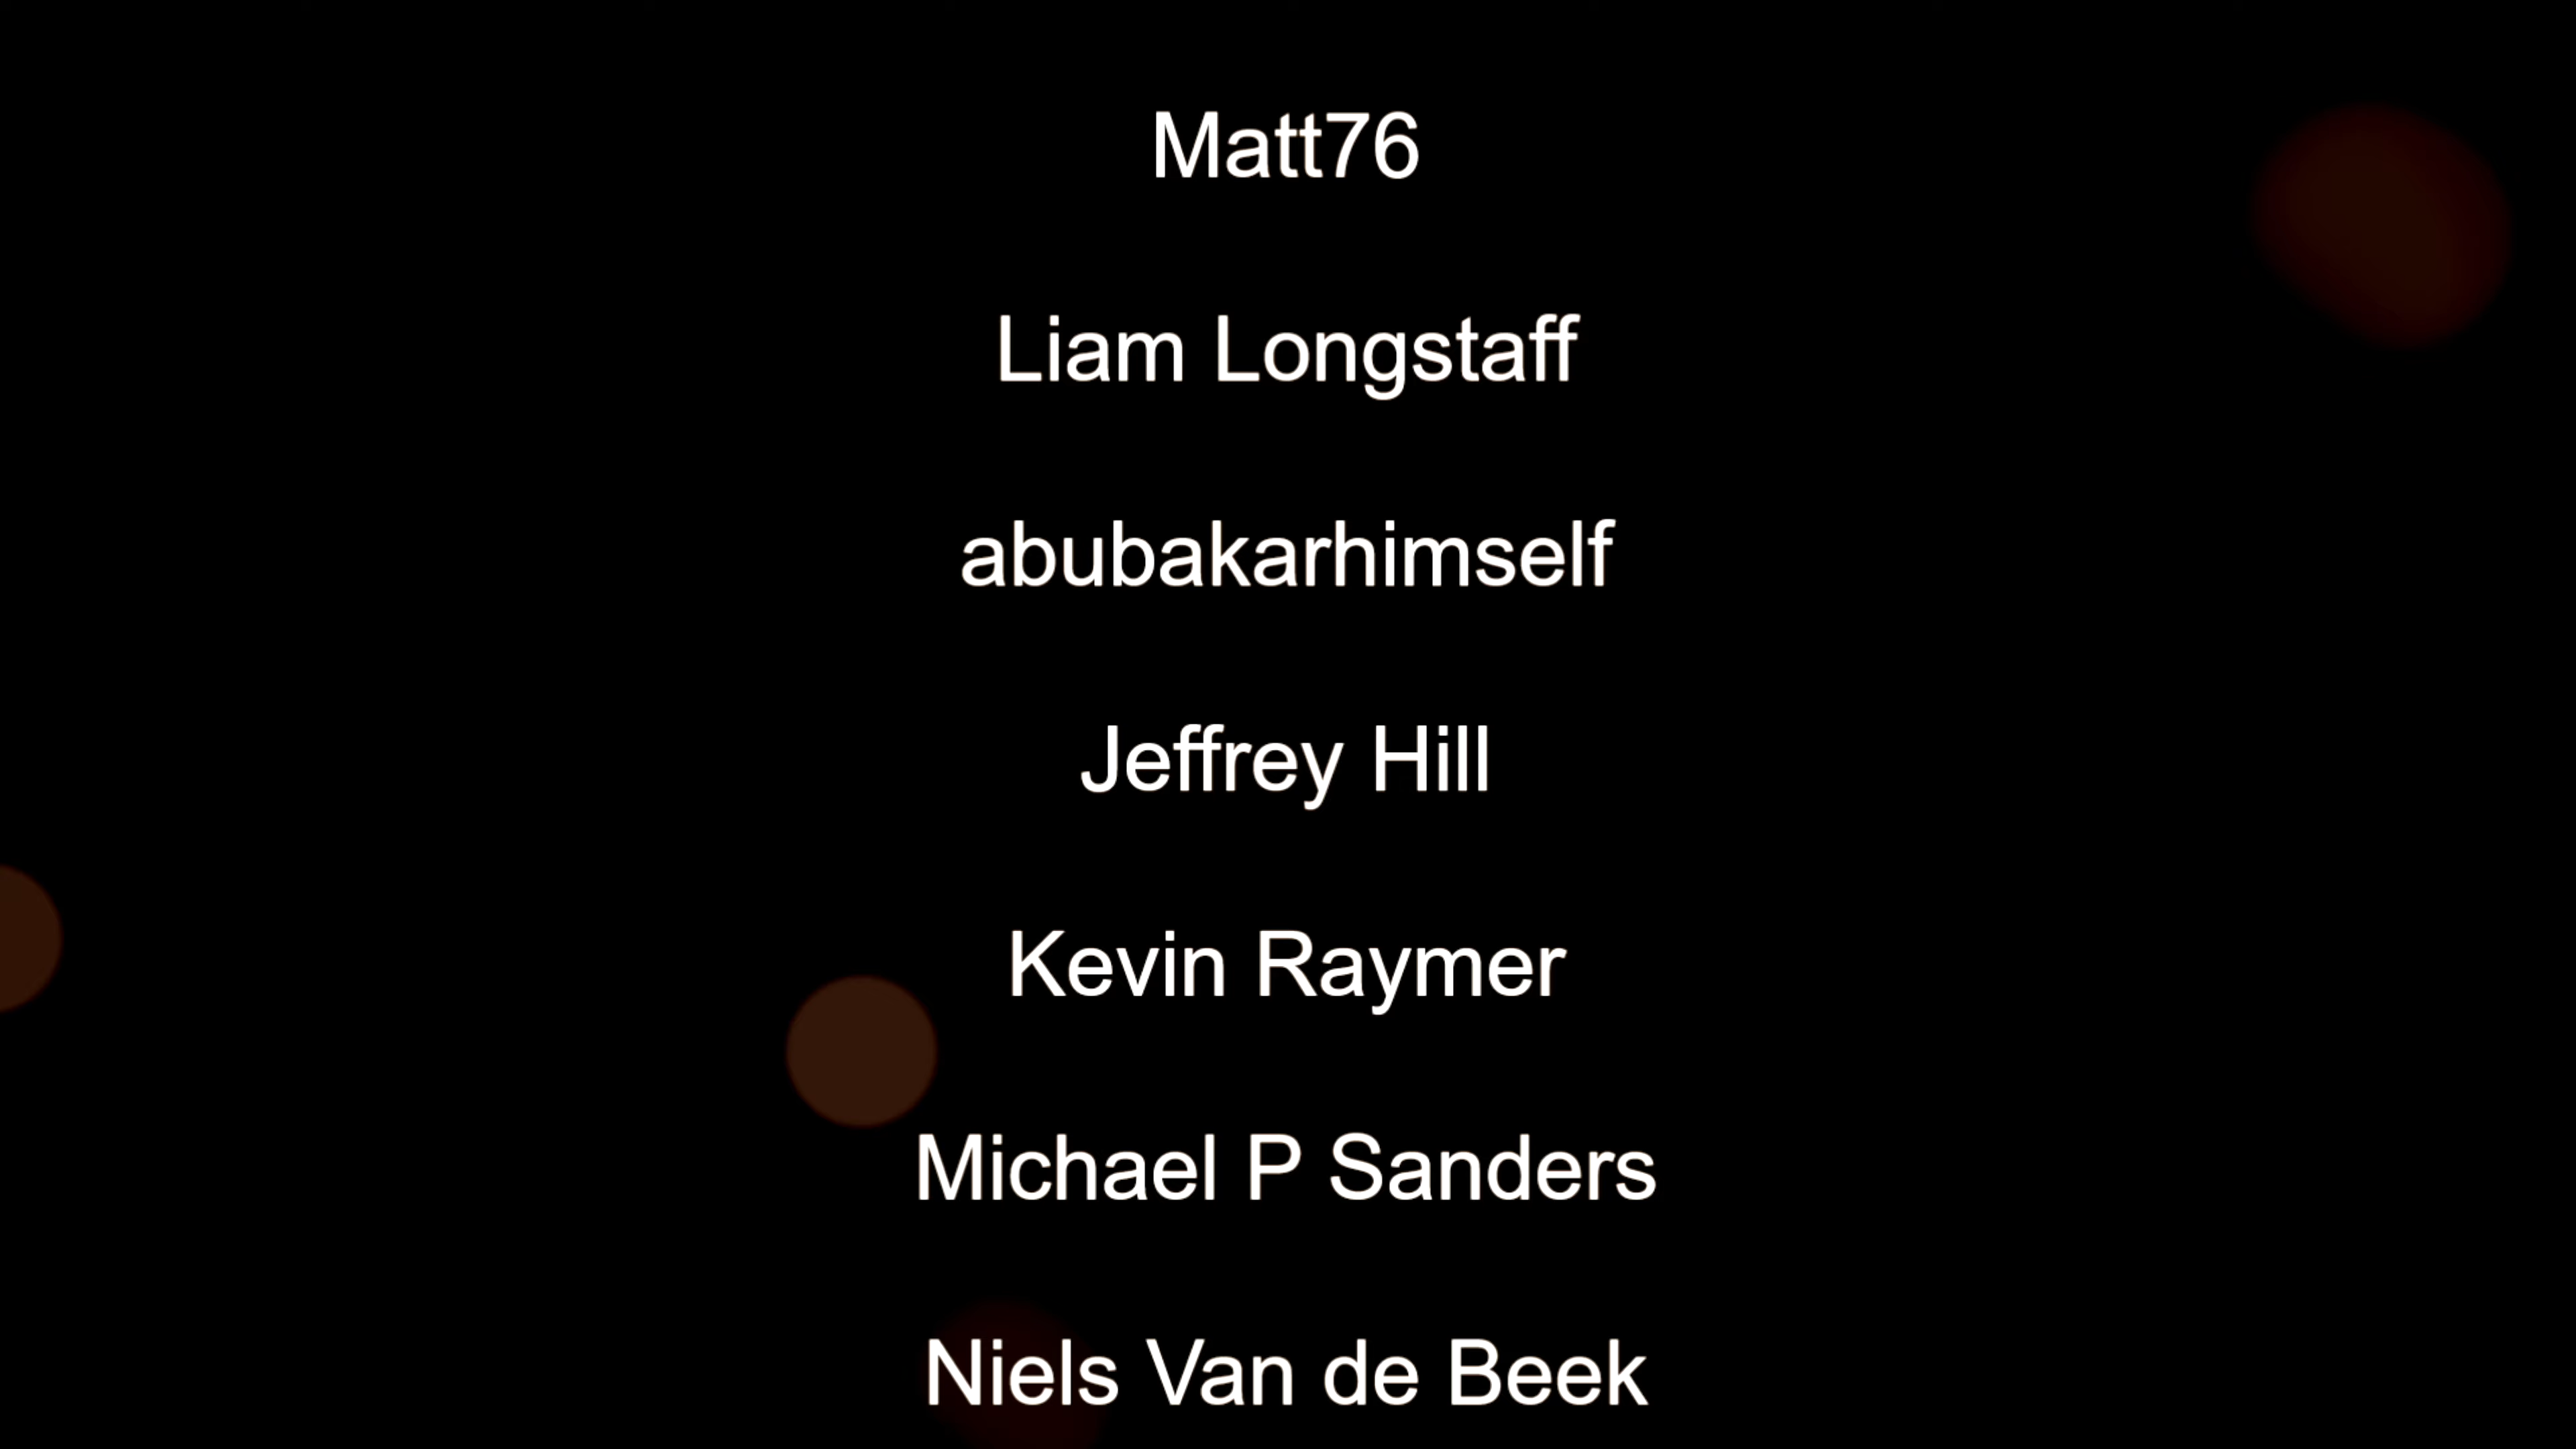 Matt76
Liam Longstaff
abubakarhimself
Jeffrey Hill
Kevin Raymer
Michael P Sanders
Niels Van de Beek